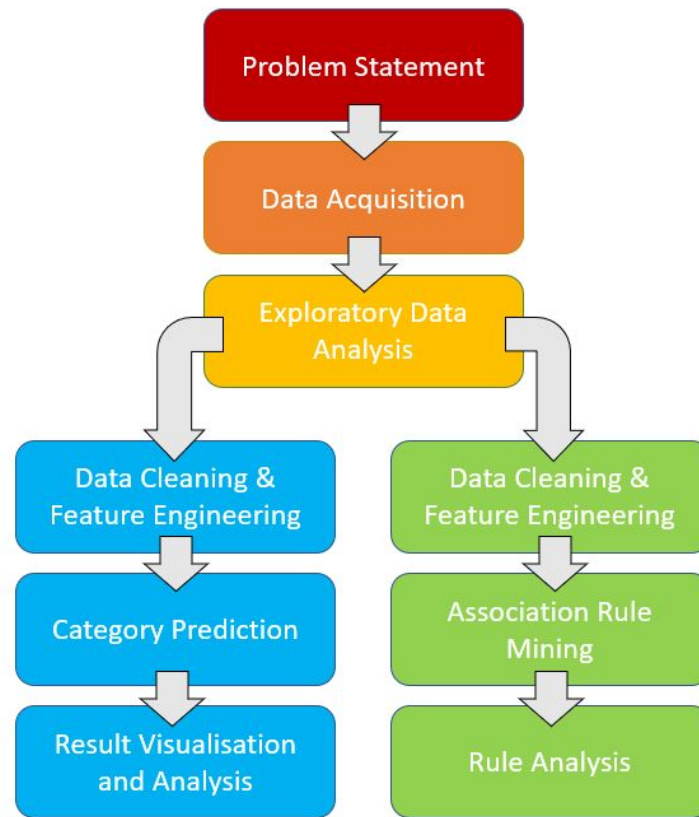 Problem Statement
Data Acquisition
Exploratory Data
Analysis
Data Cleaning &
Feature Engineering
Category Prediction
Result Visualisation
and Analysis
Data Cleaning &
Feature Engineering
Association Rule
Mining
Rule Analysis